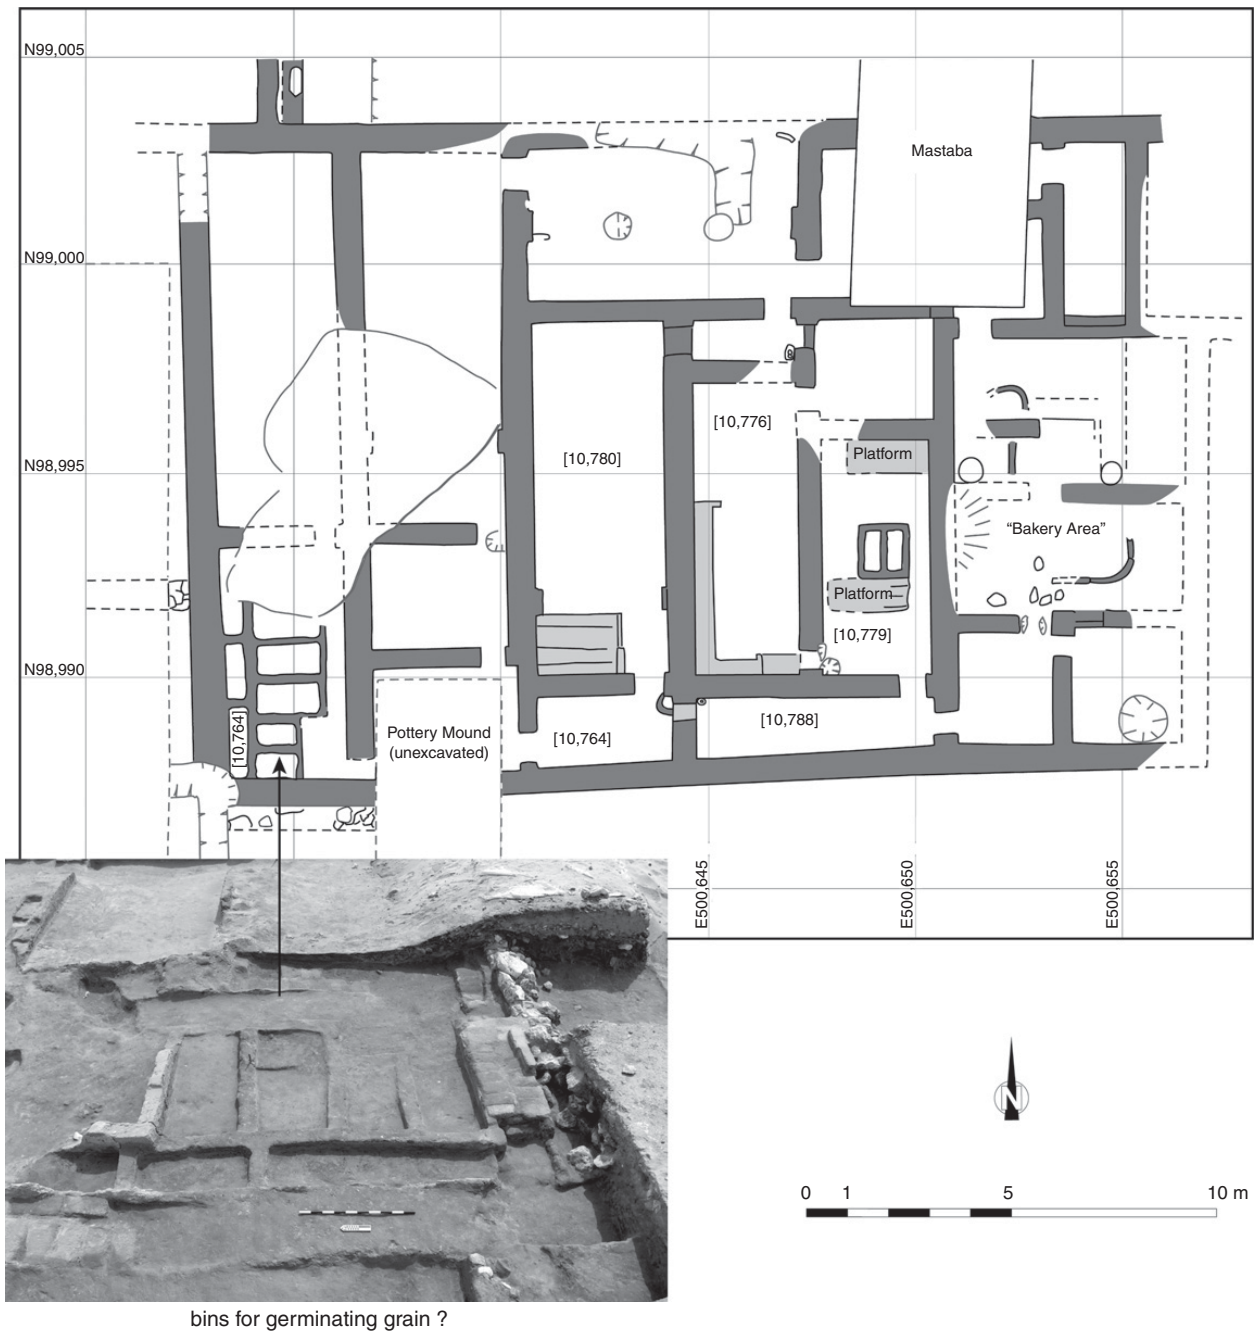 N99,005
Mastaba
N99,000
[10,776]
[10,780]
Platform
N98,995
"Bakery Area"
Platform
[10,779]
N98,990
[10,764]
Pottery Mound
(unexcavated)
[10,764]
[10,788]
E500,645
E500,650
E500,655
N
0 1 5 10 m
bins for germinating grain ?